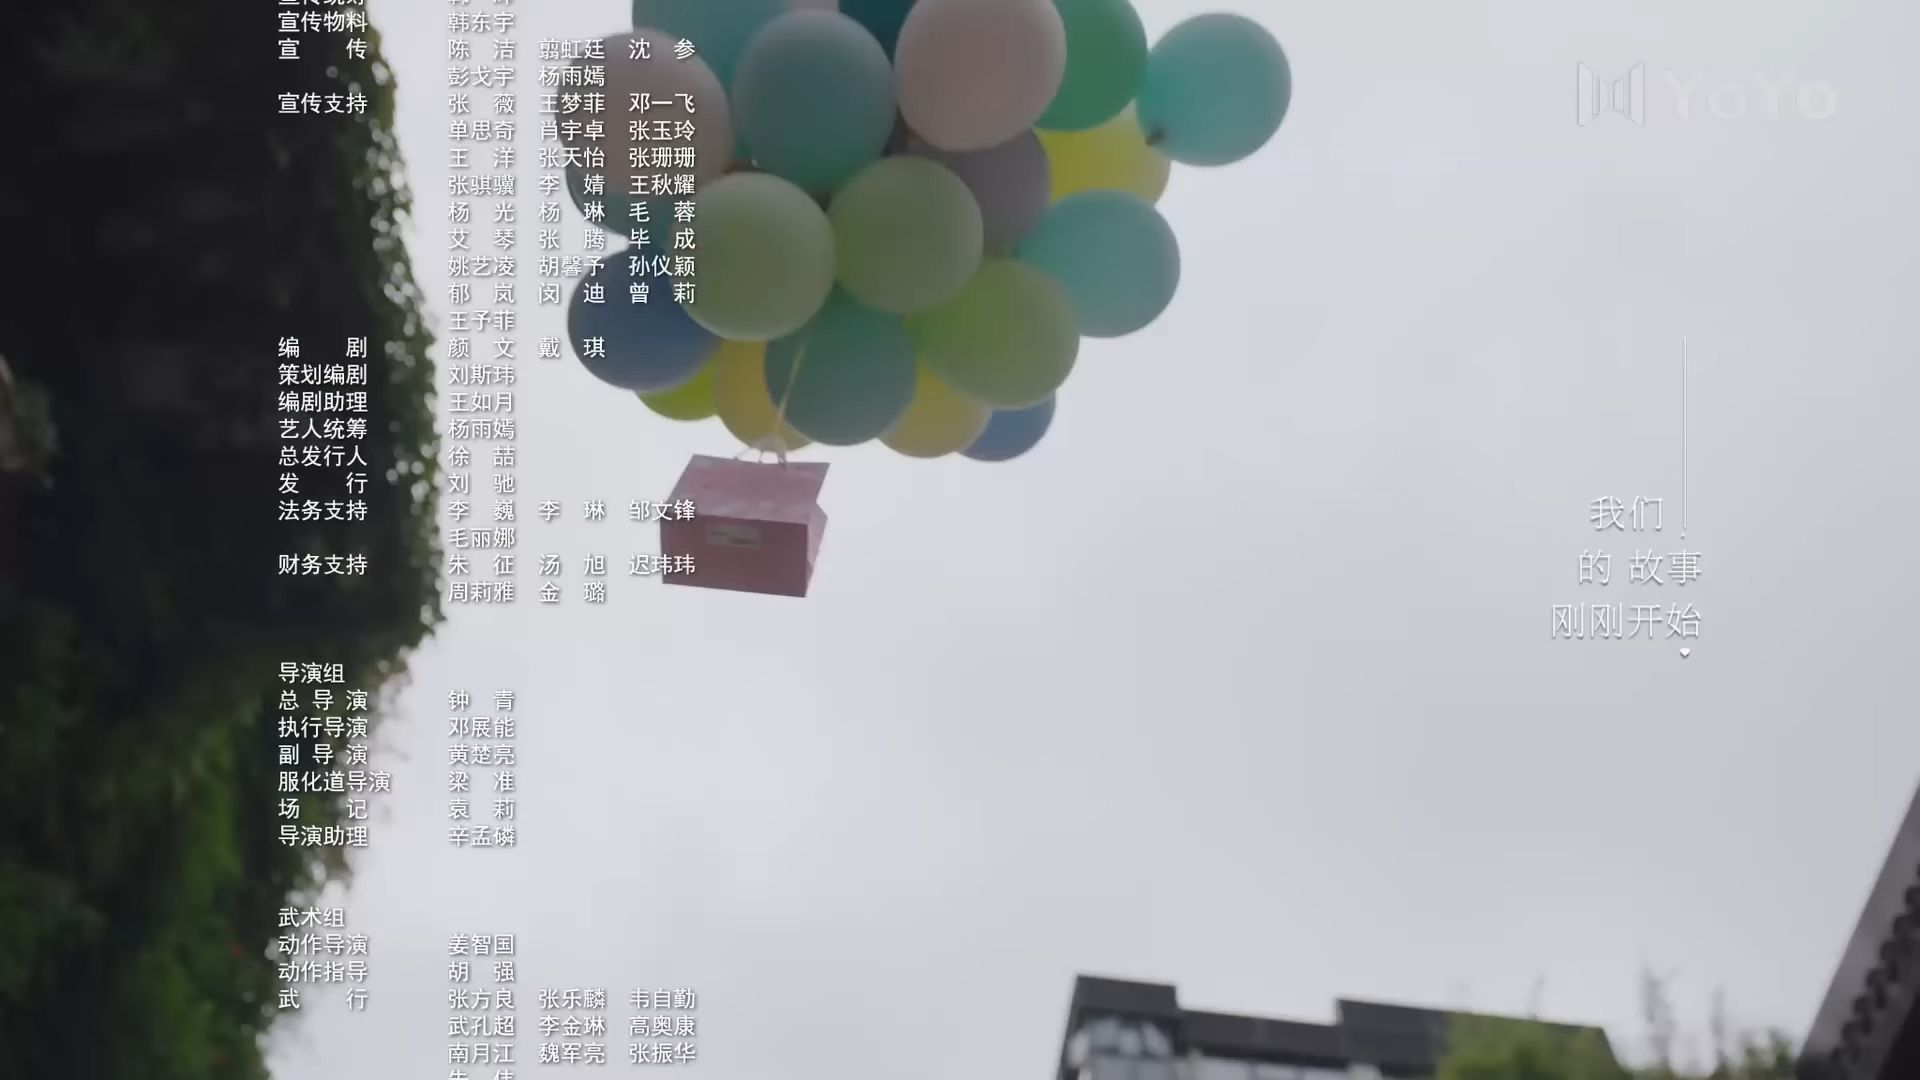 宣传物料 韩东宇
宣传 陈洁 翦虹廷 沈参
彭戈宇 杨雨嫣
宣传支持 张薇 王梦菲 邓一飞
单思奇 肖宇卓 张玉玲
王洋 张天怡 张珊珊
张骐骥 李婧 王秋耀
杨光 杨琳 毛蓉
艾琴 张腾 毕成
姚艺凌 胡馨予 孙仪颖
郁岚 闵迪 曾莉
王予菲
编剧 颜文 戴琪
策划编剧 刘斯玮
编剧助理 王如月
艺人统筹 杨雨嫣
总发行人 徐喆
发行 刘驰
法务支持 李巍 李琳 邹文锋
毛丽娜
财务支持 朱征 汤旭 迟玮玮
周莉雅 金璐
导演组
总导演 钟青
执行导演 邓展能
副导演 黄楚亮
服化道导演 梁准
场记 袁莉
导演助理 辛孟磷
武术组
动作导演 姜智国
动作指导 胡强
武行 张方良 张乐麟 韦自勤
武孔超 李金琳 高奥康
南月江 魏军亮 张振华
YoYo
我们
的 故事
刚刚开始